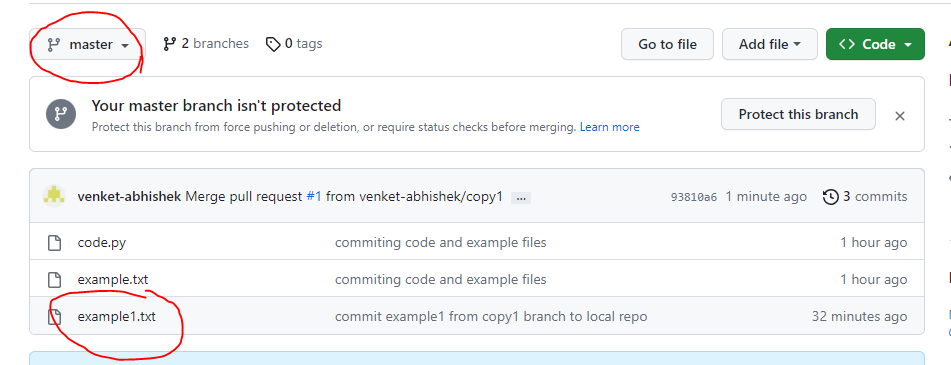 master 2 branches 0 tags Go to file Add file <> Code
Your master branch isn't protected
Protect this branch from force pushing or deletion, or require status checks before merging. Learn more
Protect this branch
venket-abhishek Merge pull request #1 from venket-abhishek/copy1 ... 93810a6 1 minute ago 3 commits
code.py commiting code and example files 1 hour ago
example.txt commiting code and example files 1 hour ago
example1.txt commit example1 from copy1 branch to local repo 32 minutes ago